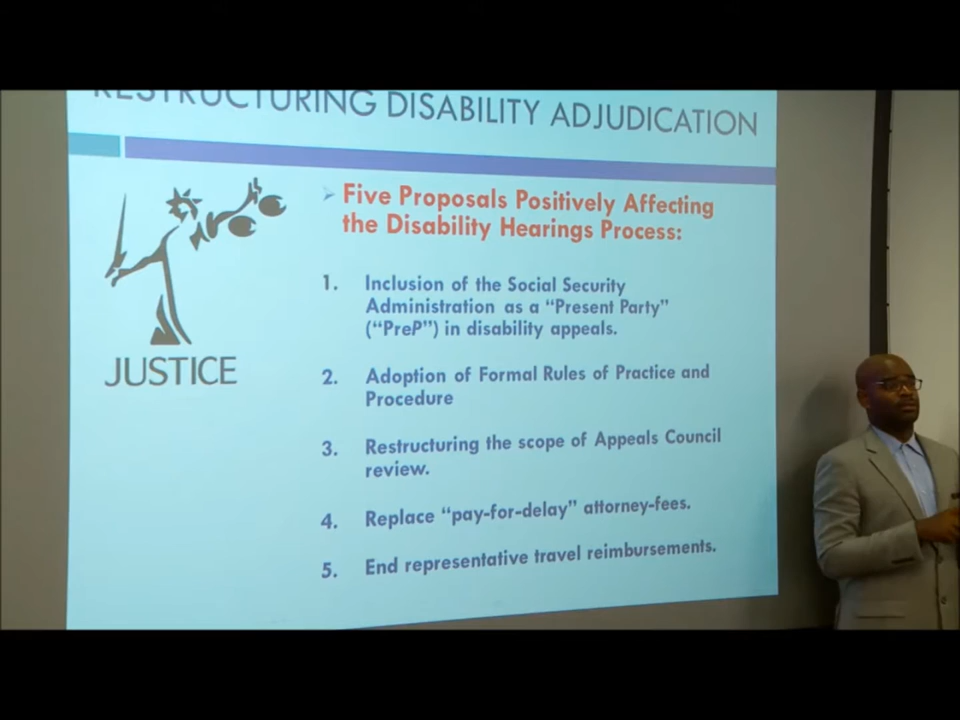 RESTRUCTURING DISABILITY ADJUDICATION
➢ Five Proposals Positively Affecting
the Disability Hearings Process:
1. Inclusion of the Social Security
Administration as a “Present Party”
(“PreP”) in disability appeals.
2. Adoption of Formal Rules of Practice and
Procedure
3. Restructuring the scope of Appeals Council
review.
4. Replace “pay-for-delay” attorney-fees.
5. End representative travel reimbursements.
JUSTICE